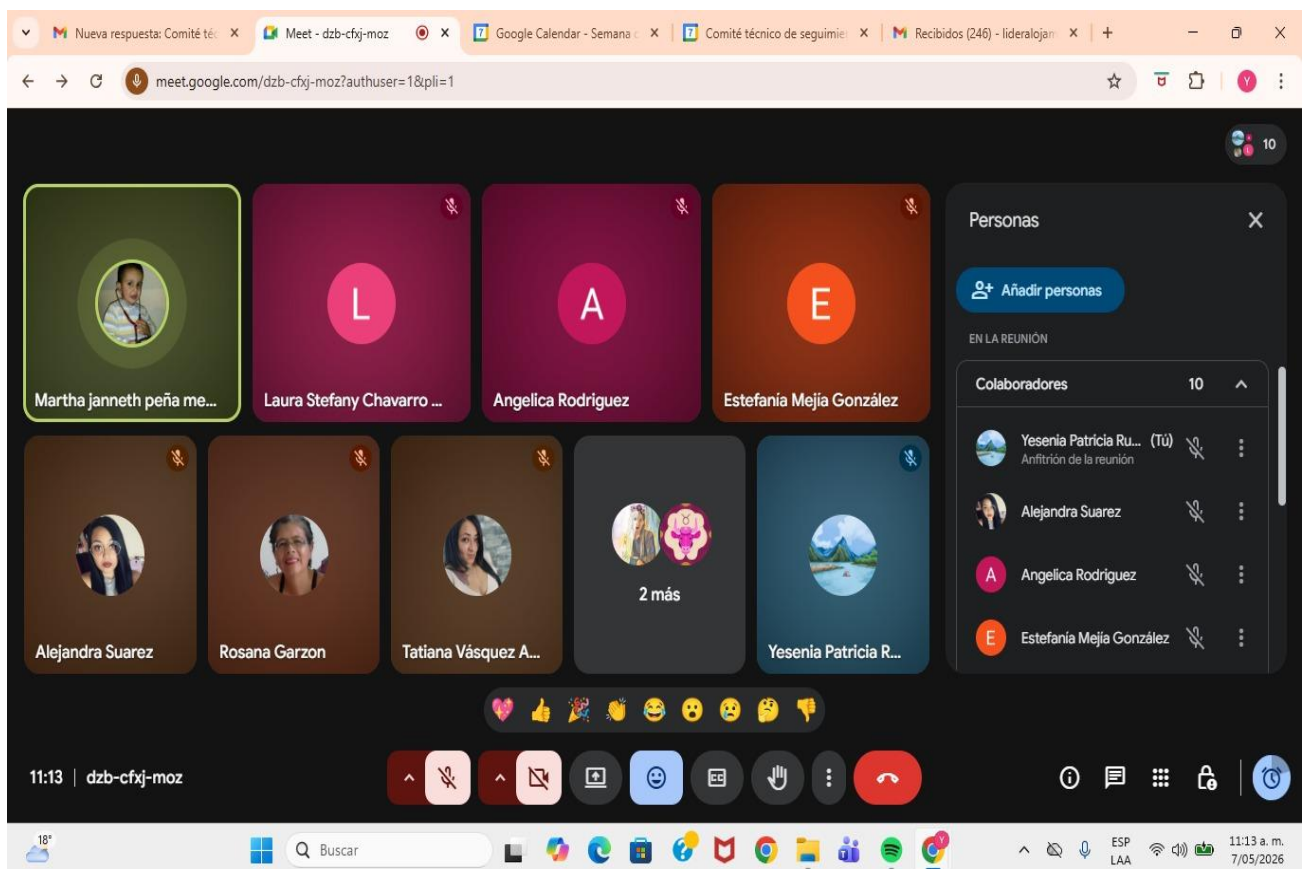 Nueva respuesta: Comité téc
Meet - dzb-cfxj-moz
Google Calendar - Semana d
Comité técnico de seguimie
Recibidos (246) - lideralojam
meet.google.com/dzb-cfxj-moz?authuser=1&pli=1
Y
10
Martha janneth peña me...
L
Laura Stefany Chavarro ...
A
Angelica Rodriguez
E
Estefanía Mejía González
Alejandra Suarez
Rosana Garzon
Tatiana Vásquez A...
2 más
Yesenia Patricia R...
Personas
Añadir personas
EN LA REUNIÓN
Colaboradores 10
Yesenia Patricia Ru... (Tú)
Anfitrión de la reunión
Alejandra Suarez
A Angelica Rodriguez
E Estefanía Mejía González
11:13 | dzb-cfxj-moz
18°
Buscar
ESP
LAA
11:13 a. m.
7/05/2026